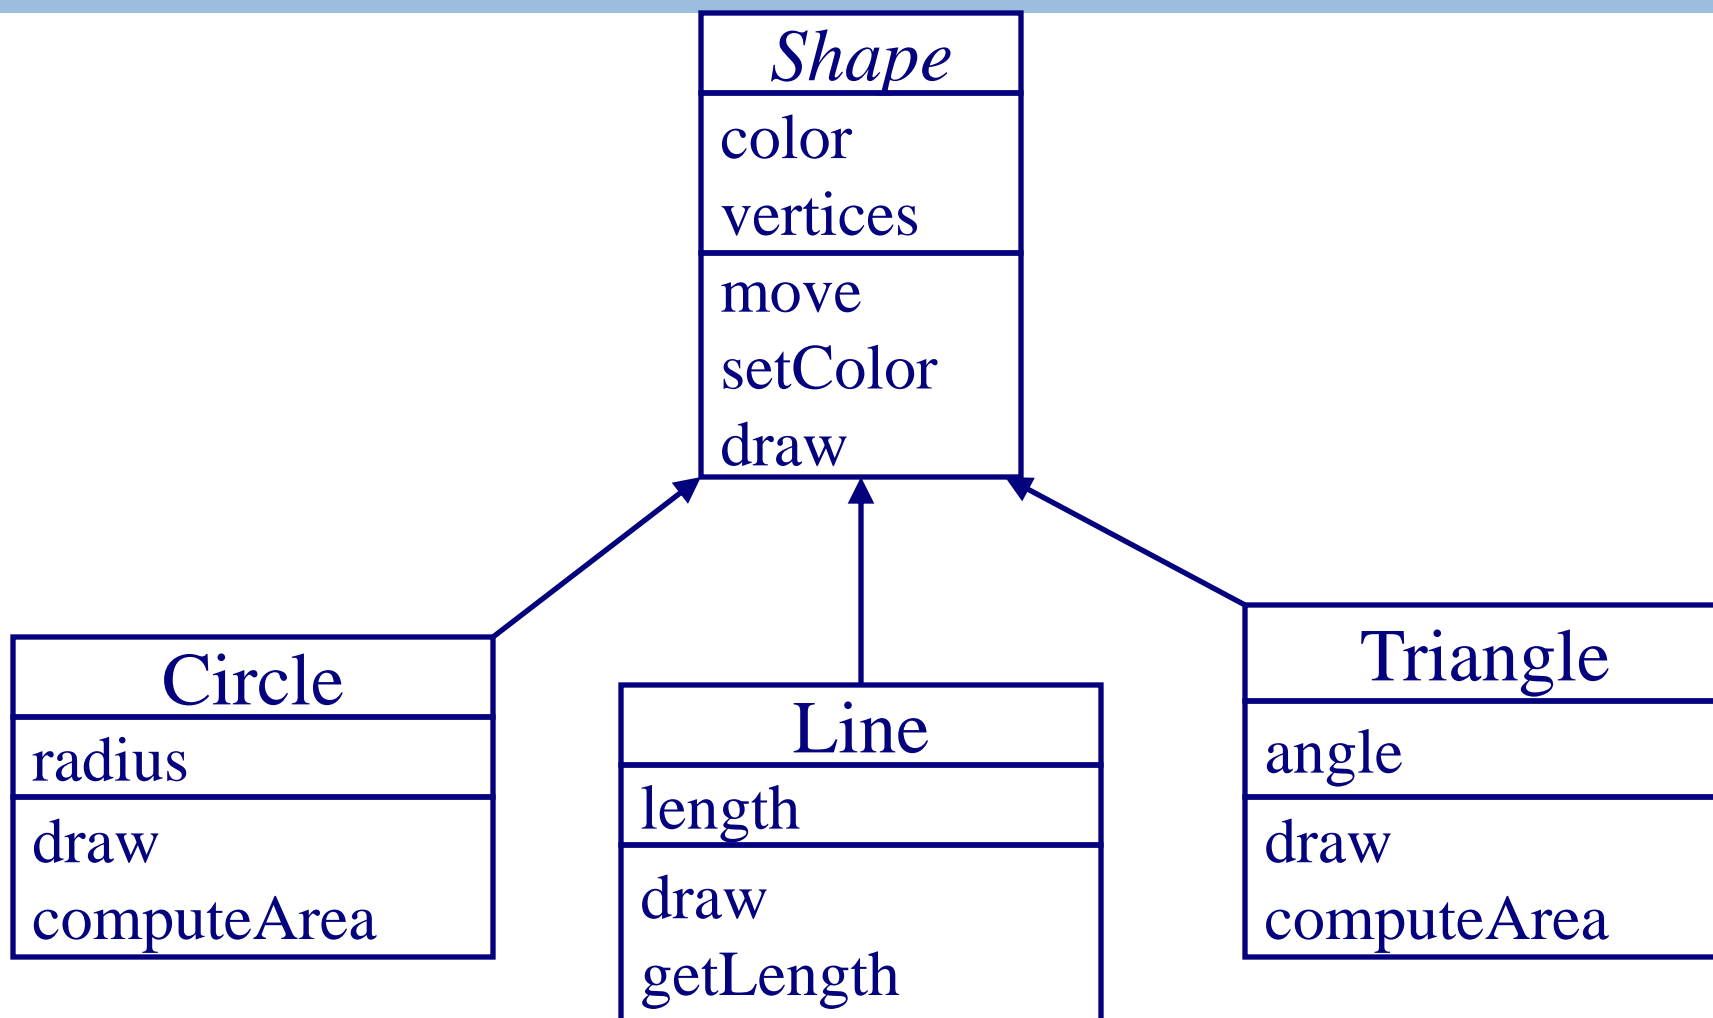 Shape
color
vertices
move
setColor
draw
Circle
radius
draw
computeArea
Line
length
draw
getLength
Triangle
angle
draw
computeArea